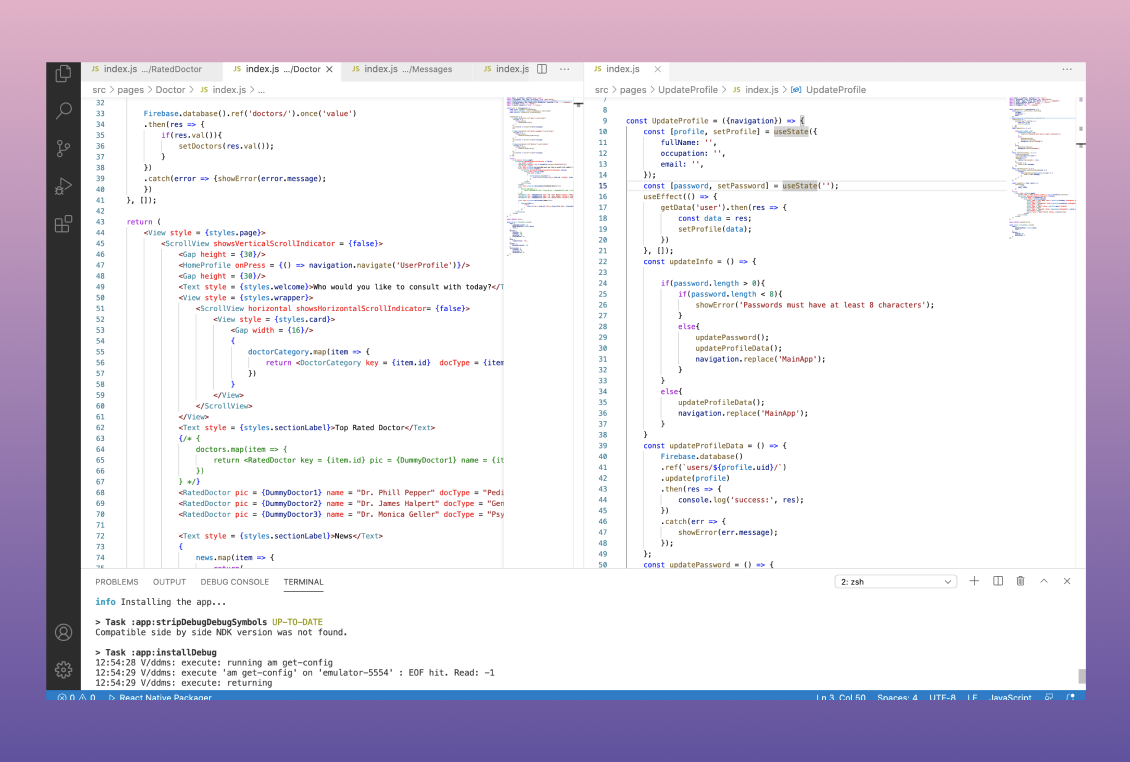 JS index.js .../RatedDoctor
JS index.js .../Doctor ×
JS index.js .../Messages
JS index.js
···
src > pages > Doctor > JS index.js > ...
32
33 Firebase.database().ref('doctors/').once('value')
34 .then(res => {
35 if(res.val()){
36 setDoctors(res.val());
37 }
38 })
39 .catch(error => {showError(error.message);
40 })
41 }, []);
42
43 return (
44 <View style = {styles.page}>
45 <ScrollView showsVerticalScrollIndicator = {false}>
46 <Gap height = {30}/>
47 <HomeProfile onPress = {() => navigation.navigate('UserProfile')}/>
48 <Gap height = {30}/>
49 <Text style = {styles.welcome}>Who would you like to consult with today?</T
50 <View style = {styles.wrapper}>
51 <ScrollView horizontal showsHorizontalScrollIndicator= {false}>
52 <View style = {styles.card}>
53 <Gap width = {16}/>
54 {
55 doctorCategory.map(item => {
56 return <DoctorCategory key = {item.id} docType = {item
57 })
58 }
59 </View>
60 </ScrollView>
61 </View>
62 <Text style = {styles.sectionLabel}>Top Rated Doctor</Text>
63 {/* {
64 doctors.map(item => {
65 return <RatedDoctor key = {item.id} pic = {DummyDoctor1} name = {it
66 })
67 } */}
68 <RatedDoctor pic = {DummyDoctor1} name = "Dr. Phill Pepper" docType = "Pedi
69 <RatedDoctor pic = {DummyDoctor2} name = "Dr. James Halpert" docType = "Gen
70 <RatedDoctor pic = {DummyDoctor3} name = "Dr. Monica Geller" docType = "Psy
71
72 <Text style = {styles.sectionLabel}>News</Text>
73 {
74 news.map(item => {
75 return(
JS index.js ×
···
src > pages > UpdateProfile > JS index.js > UpdateProfile
7
8
9 const UpdateProfile = ({navigation}) => {
10 const [profile, setProfile] = useState({
11 fullName: '',
12 occupation: '',
13 email: '',
14 });
15 const [password, setPassword] = useState('');
16 useEffect(() => {
17 getData('user').then(res => {
18 const data = res;
19 setProfile(data);
20 })
21 }, []);
22 const updateInfo = () => {
23
24 if(password.length > 0){
25 if(password.length < 8){
26 showError('Passwords must have at least 8 characters');
27 }
28 else{
29 updatePassword();
30 updateProfileData();
31 navigation.replace('MainApp');
32 }
33 }
34 else{
35 updateProfileData();
36 navigation.replace('MainApp');
37 }
38 }
39 const updateProfileData = () => {
40 Firebase.database()
41 .ref(`users/${profile.uid}/`)
42 .update(profile)
43 .then(res => {
44 console.log('success:', res);
45 })
46 .catch(err => {
47 showError(err.message);
48 });
49 };
50 const updatePassword = () => {
PROBLEMS OUTPUT DEBUG CONSOLE TERMINAL
2: zsh
info Installing the app...
> Task :app:stripDebugDebugSymbols UP-TO-DATE
Compatible side by side NDK version was not found.
> Task :app:installDebug
12:54:28 V/ddms: execute: running am get-config
12:54:29 V/ddms: execute 'am get-config' on 'emulator-5554' : EOF hit. Read: -1
12:54:29 V/ddms: execute: returning
0 0 React Native Packager
Ln 3, Col 50 Spaces: 4 UTF-8 LF JavaScript